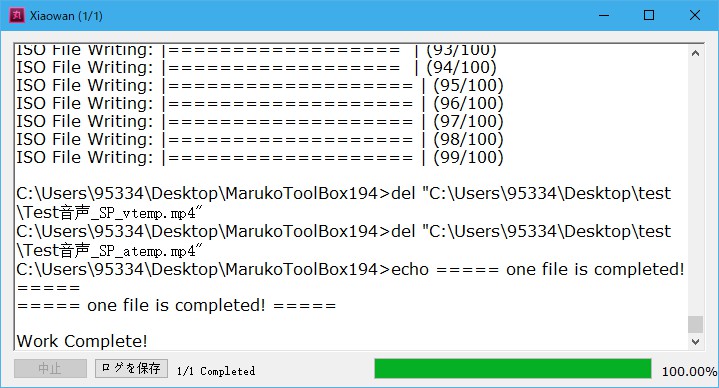 丸 Xiaowan (1/1)
ISO File Writing: |================== | (93/100)
ISO File Writing: |================== | (94/100)
ISO File Writing: |=================== | (95/100)
ISO File Writing: |=================== | (96/100)
ISO File Writing: |=================== | (97/100)
ISO File Writing: |=================== | (98/100)
ISO File Writing: |=================== | (99/100)
C:\Users\95334\Desktop\MarukoToolBox194>del "C:\Users\95334\Desktop\test
\Test音声_SP_vtemp.mp4"
C:\Users\95334\Desktop\MarukoToolBox194>del "C:\Users\95334\Desktop\test
\Test音声_SP_atemp.mp4"
C:\Users\95334\Desktop\MarukoToolBox194>echo ===== one file is completed!
=====
===== one file is completed! =====
Work Complete!
中止 ログを保存 1/1 Completed 100.00%